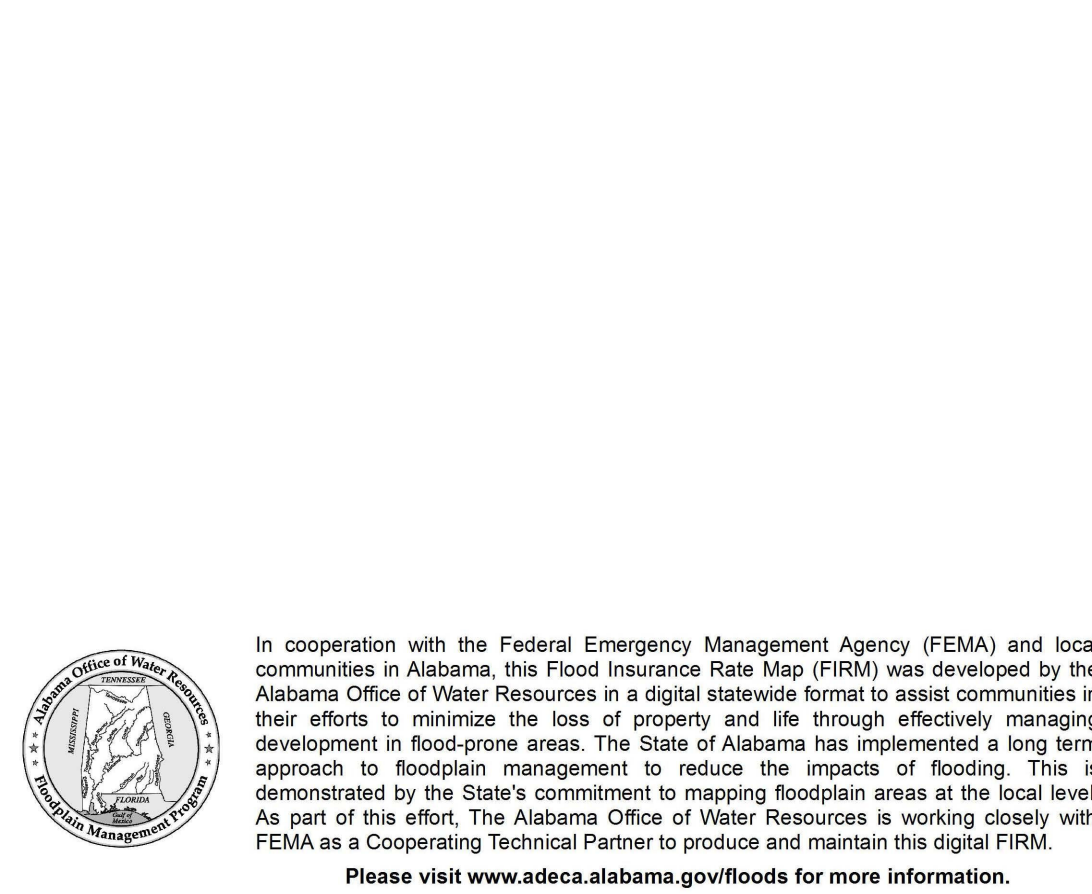 Alabama Office of Water Resources
TENNESSEE
MISSISSIPPI
GEORGIA
FLORIDA
Gulf of
Mexico
Floodplain Management Program
In cooperation with the Federal Emergency Management Agency (FEMA) and loca
communities in Alabama, this Flood Insurance Rate Map (FIRM) was developed by the
Alabama Office of Water Resources in a digital statewide format to assist communities in
their efforts to minimize the loss of property and life through effectively managing
development in flood-prone areas. The State of Alabama has implemented a long term
approach to floodplain management to reduce the impacts of flooding. This is
demonstrated by the State's commitment to mapping floodplain areas at the local level
As part of this effort, The Alabama Office of Water Resources is working closely with
FEMA as a Cooperating Technical Partner to produce and maintain this digital FIRM.
Please visit www.adeca.alabama.gov/floods for more information.